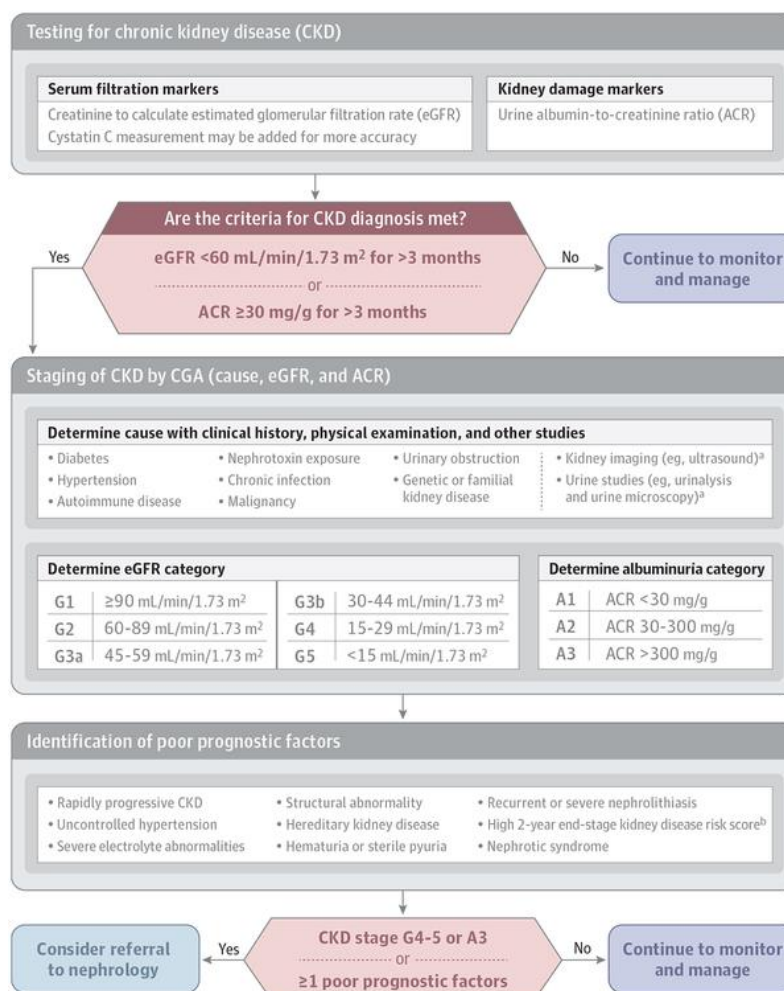 Testing for chronic kidney disease (CKD)
Serum filtration markers
Creatinine to calculate estimated glomerular filtration rate (eGFR)
Cystatin C measurement may be added for more accuracy
Kidney damage markers
Urine albumin-to-creatinine ratio (ACR)
Are the criteria for CKD diagnosis met?
eGFR <60 mL/min/1.73 m² for >3 months
or
ACR ≥30 mg/g for >3 months
Yes
No
Continue to monitor
and manage
Staging of CKD by CGA (cause, eGFR, and ACR)
Determine cause with clinical history, physical examination, and other studies
• Diabetes
• Hypertension
• Autoimmune disease
• Nephrotoxin exposure
• Chronic infection
• Malignancy
• Urinary obstruction
• Genetic or familial
kidney disease
• Kidney imaging (eg, ultrasound)ᵃ
• Urine studies (eg, urinalysis
and urine microscopy)ᵃ
Determine eGFR category
G1 ≥90 mL/min/1.73 m²
G2 60-89 mL/min/1.73 m²
G3a 45-59 mL/min/1.73 m²
G3b 30-44 mL/min/1.73 m²
G4 15-29 mL/min/1.73 m²
G5 <15 mL/min/1.73 m²
Determine albuminuria category
A1 ACR <30 mg/g
A2 ACR 30-300 mg/g
A3 ACR >300 mg/g
Identification of poor prognostic factors
• Rapidly progressive CKD
• Uncontrolled hypertension
• Severe electrolyte abnormalities
• Structural abnormality
• Hereditary kidney disease
• Hematuria or sterile pyuria
• Recurrent or severe nephrolithiasis
• High 2-year end-stage kidney disease risk scoreᵇ
• Nephrotic syndrome
CKD stage G4-5 or A3
or
≥1 poor prognostic factors
Yes
Consider referral
to nephrology
No
Continue to monitor
and manage